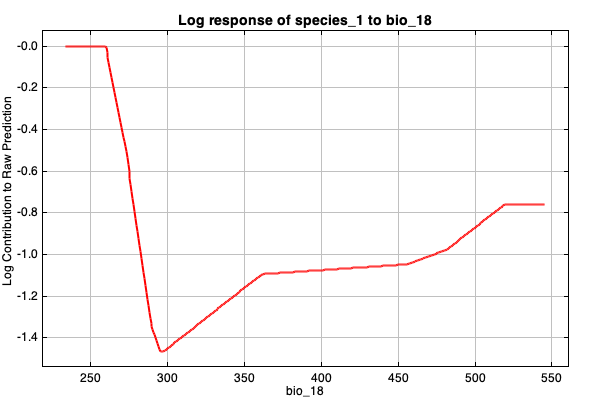 Log response of species_1 to bio_18
Log Contribution to Raw Prediction
-0.0
-0.2
-0.4
-0.6
-0.8
-1.0
-1.2
-1.4
250 300 350 400 450 500 550
bio_18